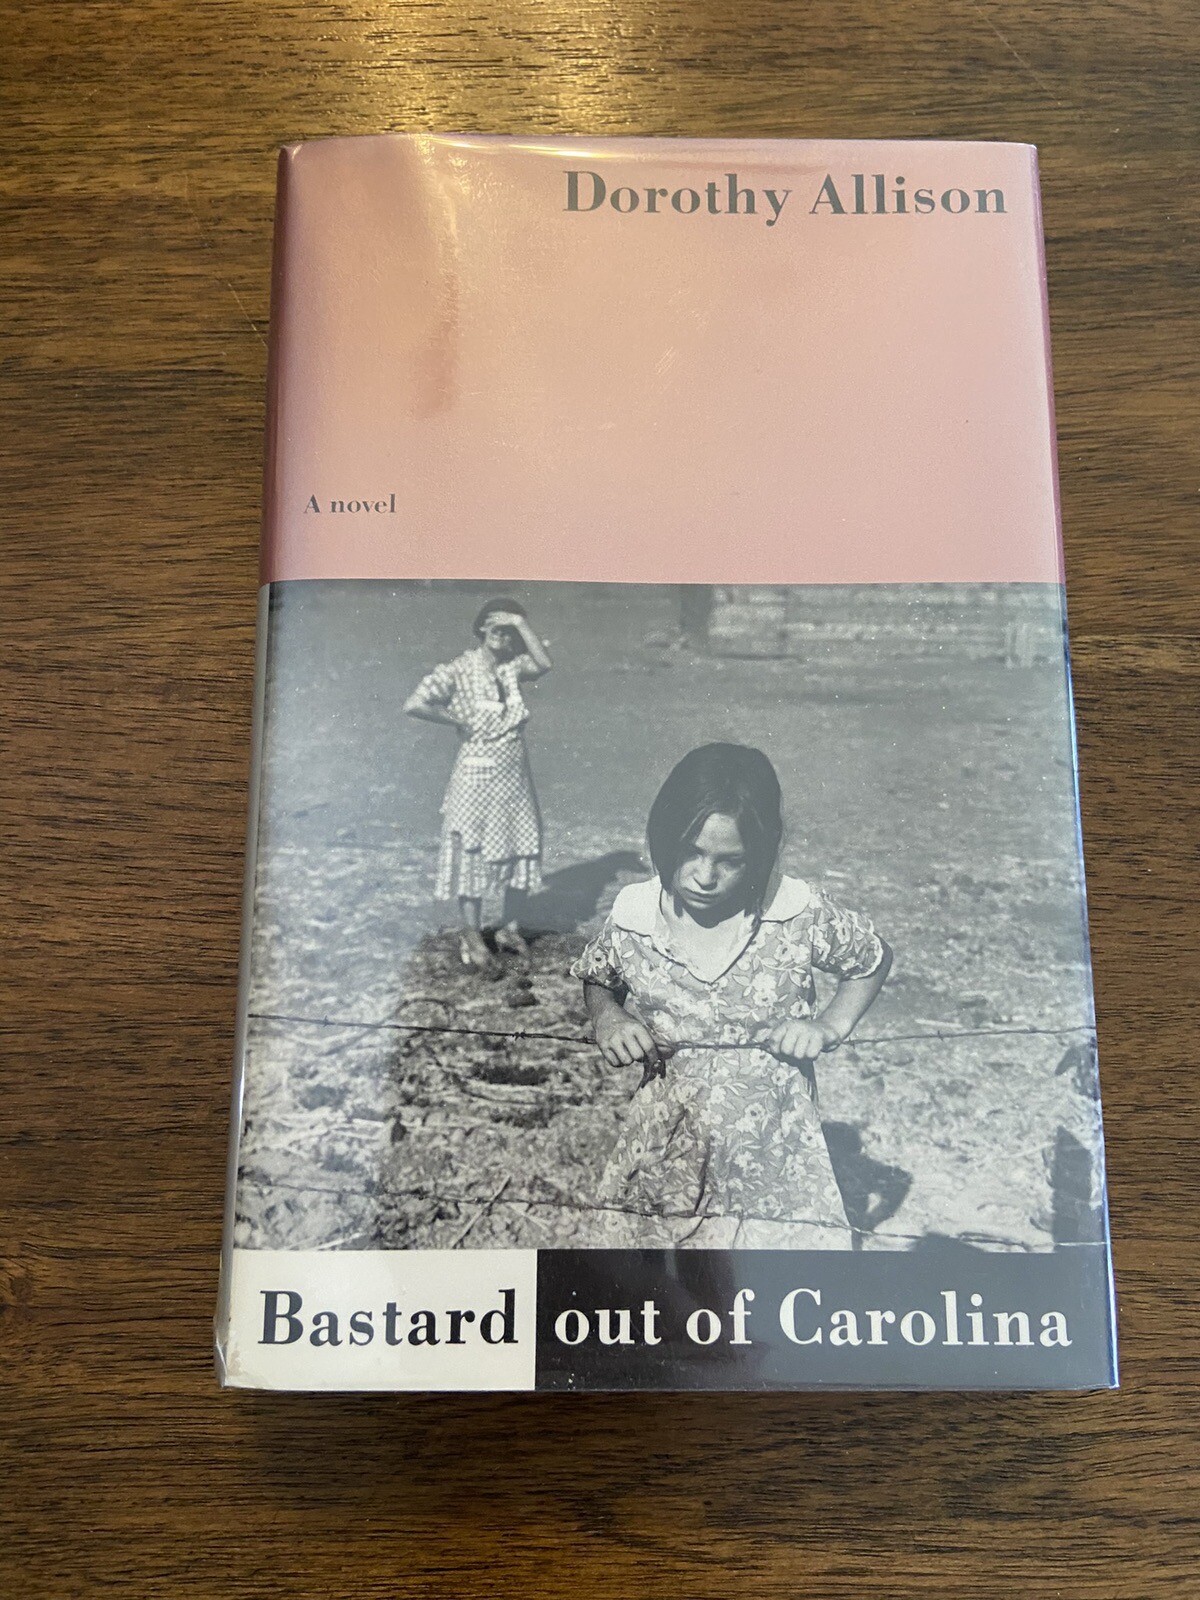 Dorothy Allison
A novel
Bastard out of Carolina